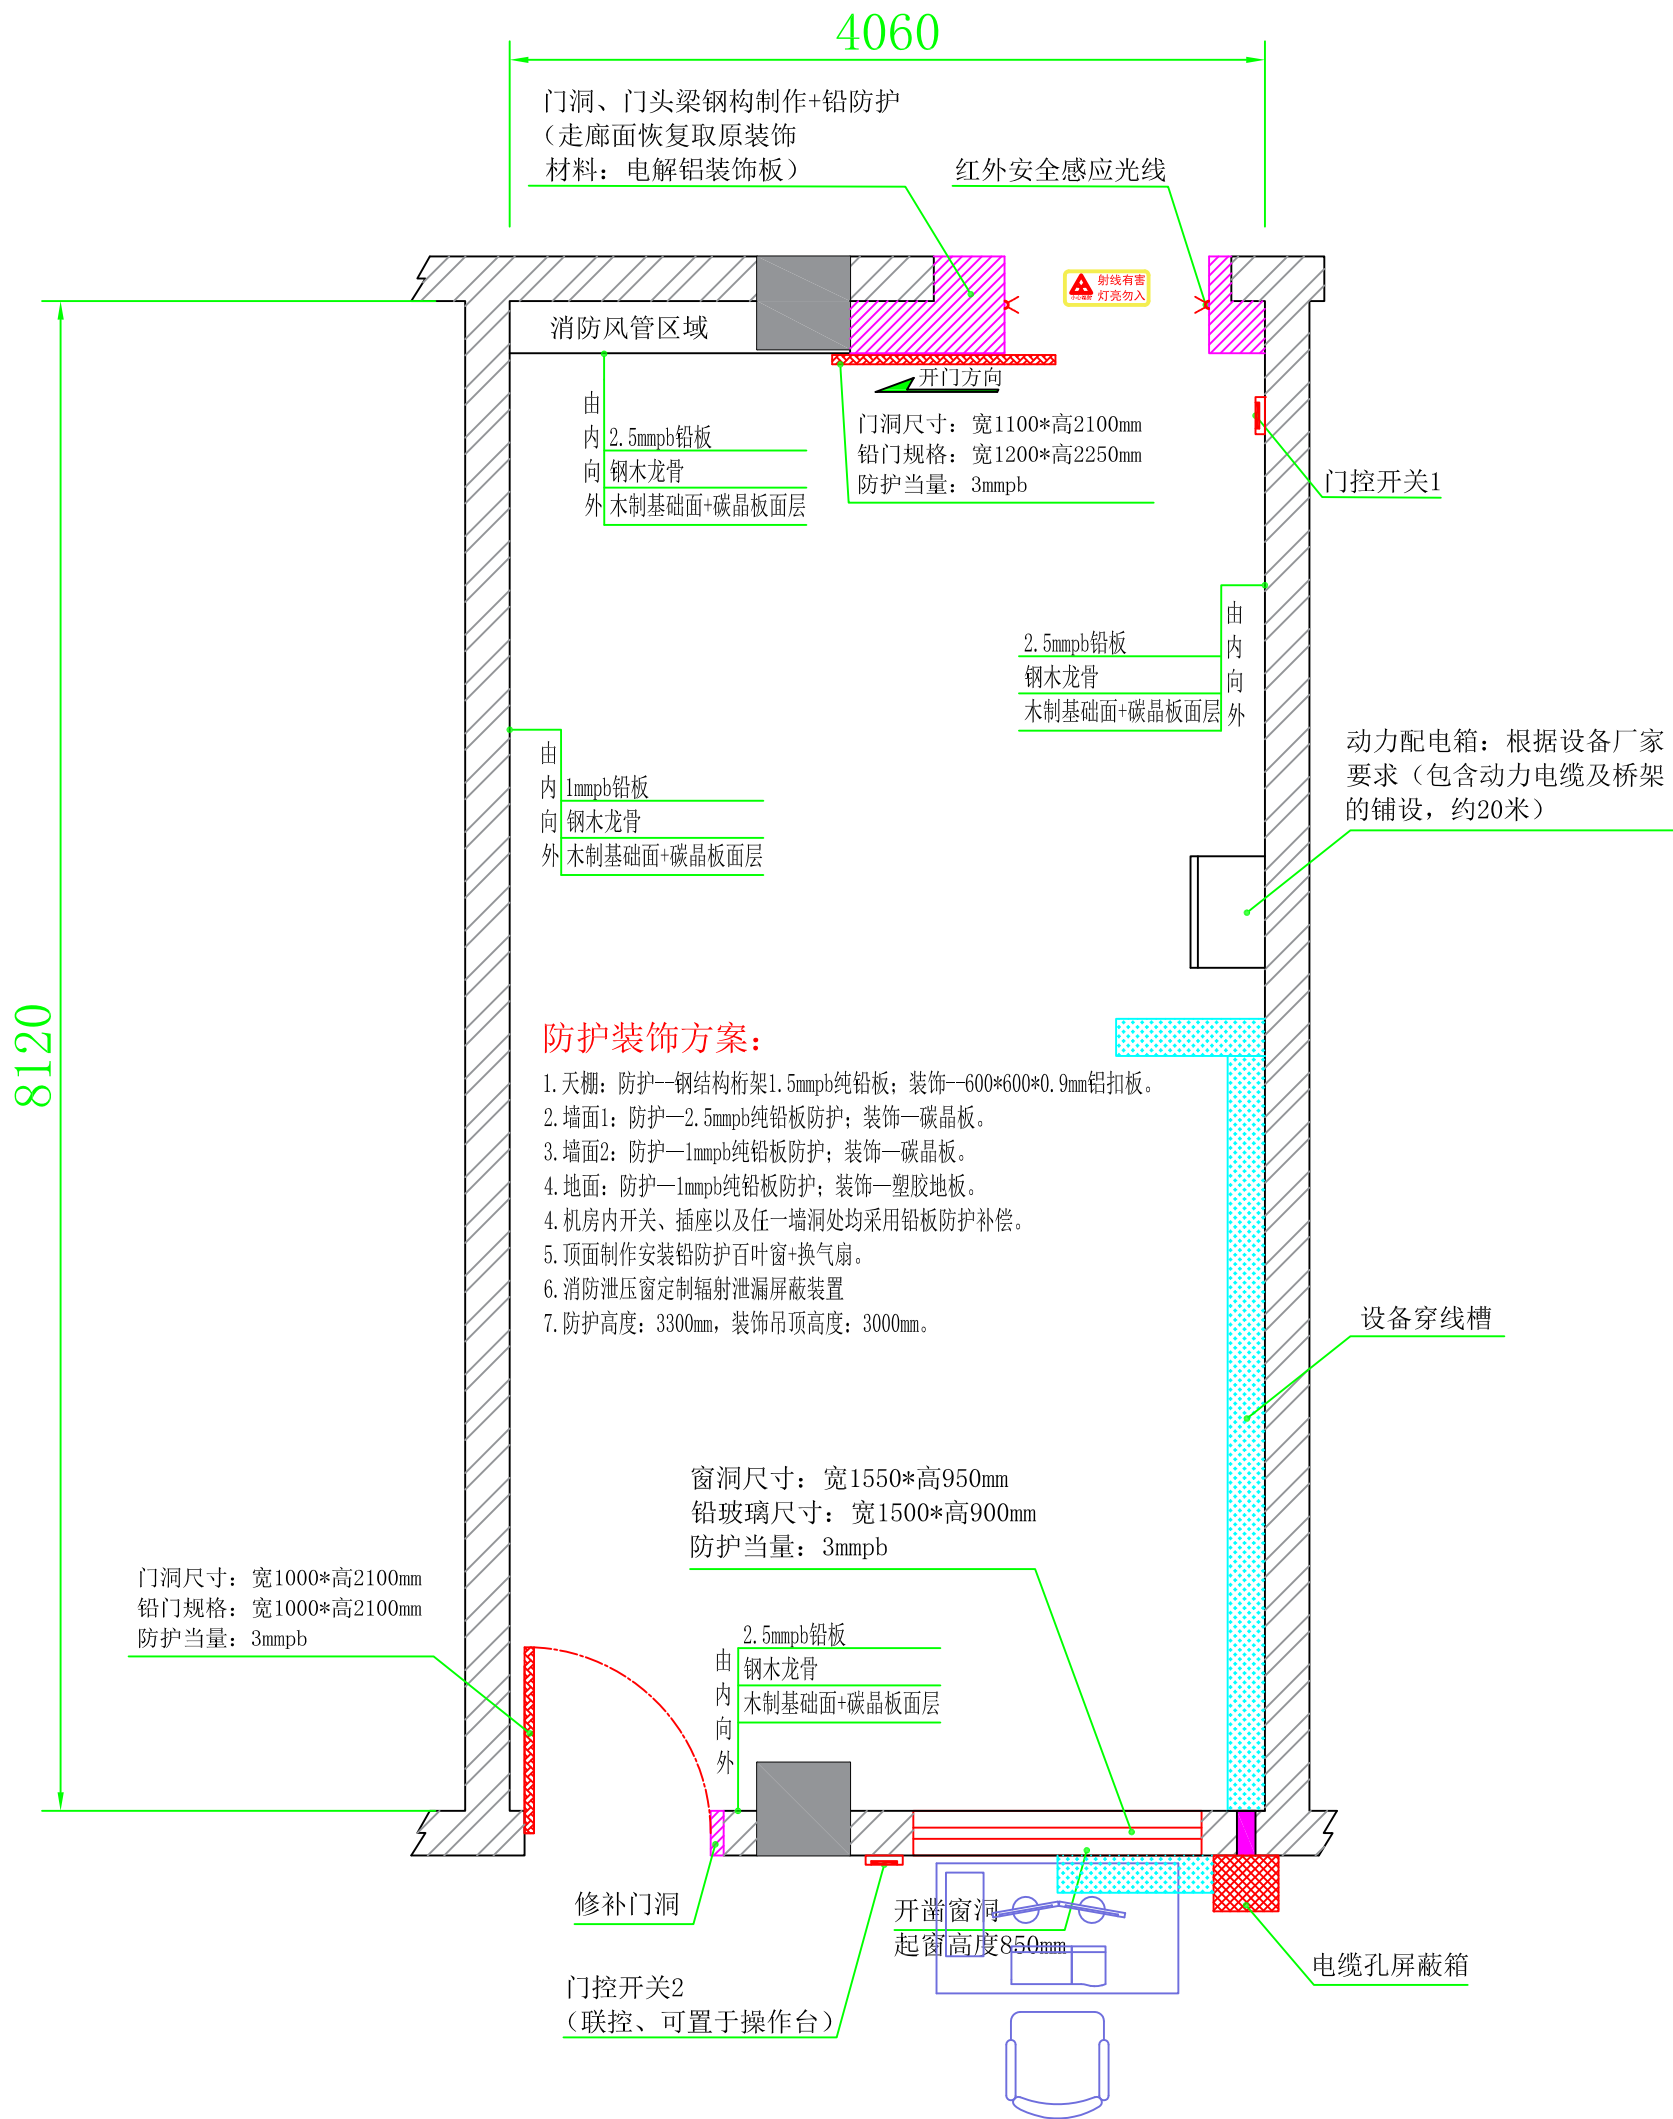 4060
门洞、门头梁钢构制作+铅防护
（走廊面恢复取原装饰
材料：电解铝装饰板）
红外安全感应光线
射线有害
灯亮勿入
消防风管区域
开门方向
门洞尺寸：宽1100*高2100mm
铅门规格：宽1200*高2250mm
防护当量：3mmpb
由内向外
2.5mmpb铅板
钢木龙骨
木制基础面+碳晶板面层
门控开关1
由内向外
2.5mmpb铅板
钢木龙骨
木制基础面+碳晶板面层
由内向外
1mmpb铅板
钢木龙骨
木制基础面+碳晶板面层
动力配电箱：根据设备厂家
要求（包含动力电缆及桥架
的铺设，约20米）
8120
防护装饰方案：
1.天棚：防护--钢结构桁架1.5mmpb纯铅板；装饰--600*600*0.9mm铝扣板。
2.墙面1：防护—2.5mmpb纯铅板防护；装饰—碳晶板。
3.墙面2：防护—1mmpb纯铅板防护；装饰—碳晶板。
4.地面：防护—1mmpb纯铅板防护；装饰—塑胶地板。
4.机房内开关、插座以及任一墙洞处均采用铅板防护补偿。
5.顶面制作安装铅防护百叶窗+换气扇。
6.消防泄压窗定制辐射泄漏屏蔽装置
7.防护高度：3300mm，装饰吊顶高度：3000mm。
设备穿线槽
窗洞尺寸：宽1550*高950mm
铅玻璃尺寸：宽1500*高900mm
防护当量：3mmpb
门洞尺寸：宽1000*高2100mm
铅门规格：宽1000*高2100mm
防护当量：3mmpb
由内向外
2.5mmpb铅板
钢木龙骨
木制基础面+碳晶板面层
修补门洞
开凿窗洞
起窗高度850mm
电缆孔屏蔽箱
门控开关2
（联控、可置于操作台）